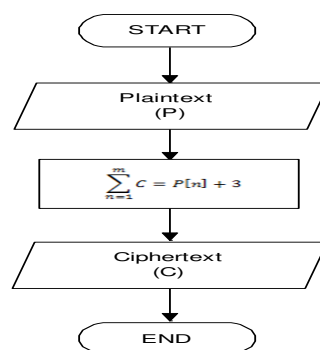 START
Plaintext
(P)
m
∑ C = P[n] + 3
n=1
Ciphertext
(C)
END